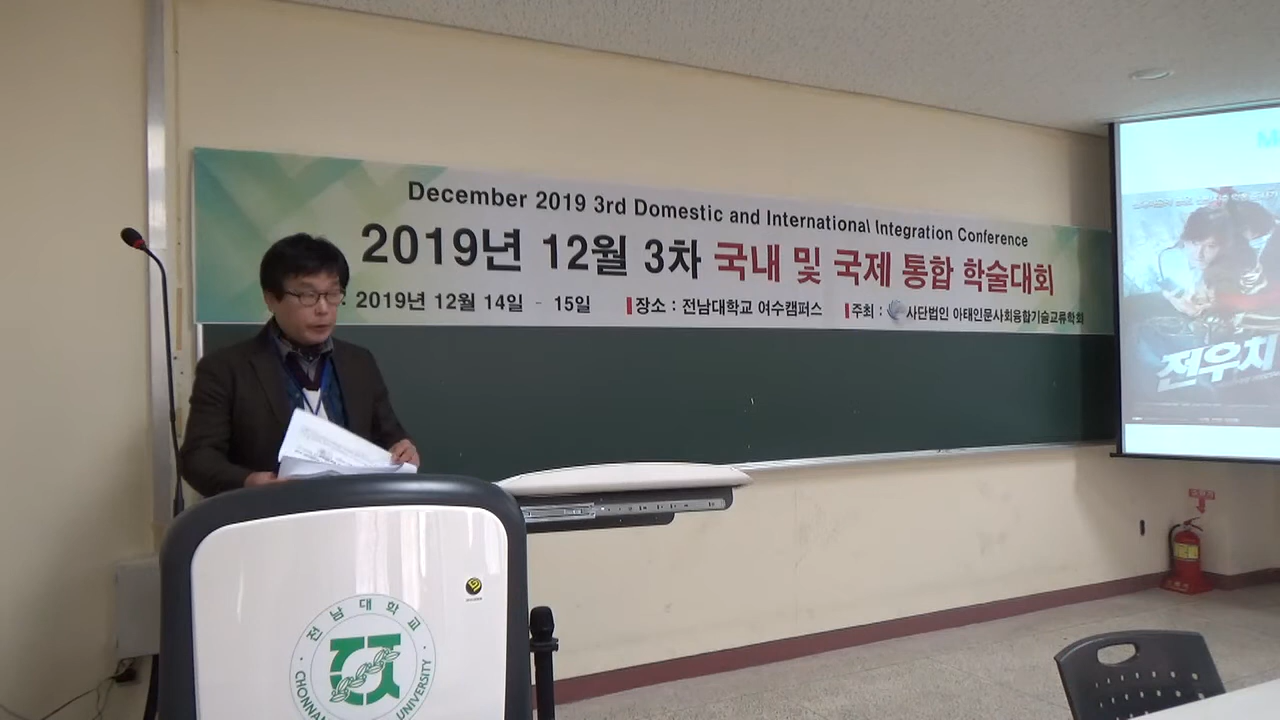 December 2019 3rd Domestic and International Integration Conference
2019년 12월 3차 국내 및 국제 통합 학술대회
: 2019년 12월 14일 - 15일 장소 : 전남대학교 여수캠퍼스 주최 : 사단법인 아태인문사회융합기술교류학회
M
전우치
전남대학교
CHONNAM UNIVERSITY